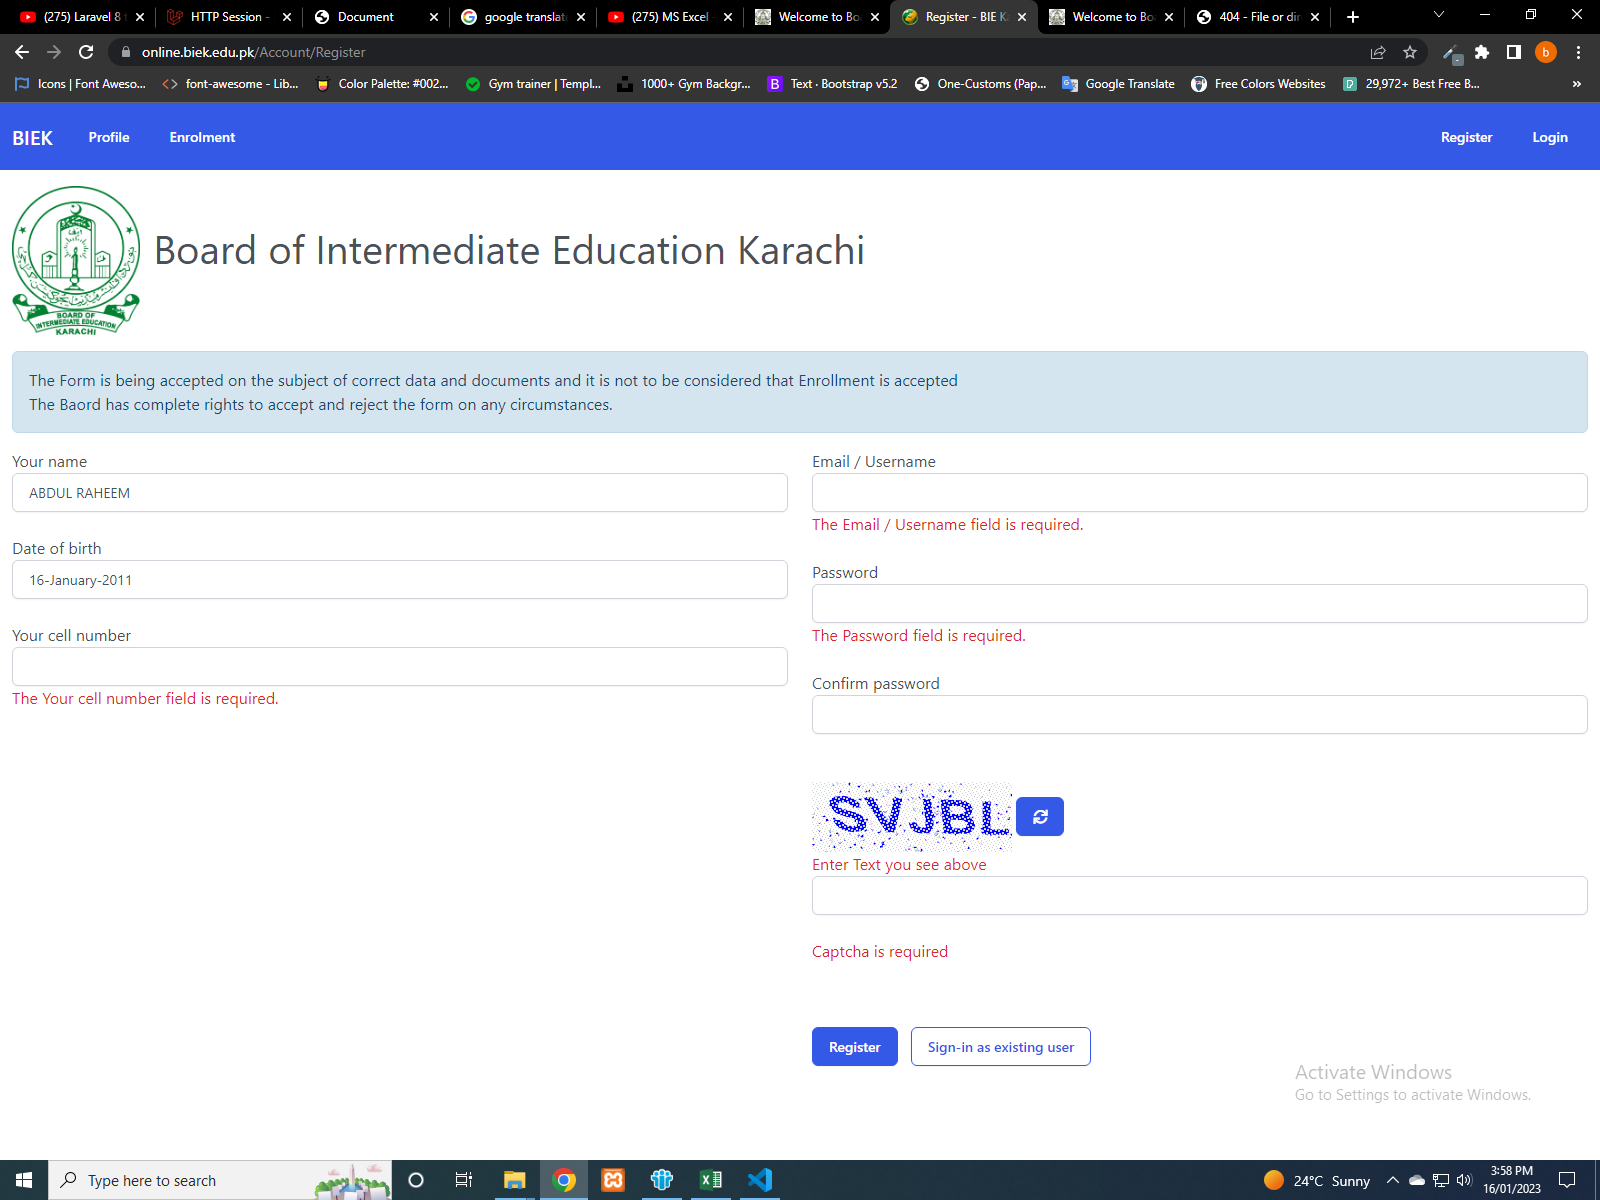 (275) Laravel 8
HTTP Session -
Document
google translat
(275) MS Excel
Welcome to Bo
Register - BIE K
Welcome to Bo
404 - File or dir
online.biek.edu.pk/Account/Register
b
Icons | Font Aweso...
font-awesome - Lib...
Color Palette: #002...
Gym trainer | Templ...
1000+ Gym Backgr...
B
Text · Bootstrap v5.2
One-Customs (Pap...
Google Translate
Free Colors Websites
29,972+ Best Free B...
BIEK
Profile
Enrolment
Register
Login
BOARD OF
INTERMEDIATE EDUCATION
KARACHI
Board of Intermediate Education Karachi
The Form is being accepted on the subject of correct data and documents and it is not to be considered that Enrollment is accepted
The Baord has complete rights to accept and reject the form on any circumstances.
Your name
ABDUL RAHEEM
Date of birth
16-January-2011
Your cell number
The Your cell number field is required.
Email / Username
The Email / Username field is required.
Password
The Password field is required.
Confirm password
SVJBL
Enter Text you see above
Captcha is required
Register
Sign-in as existing user
Activate Windows
Go to Settings to activate Windows.
Type here to search
24°C Sunny
3:58 PM
16/01/2023